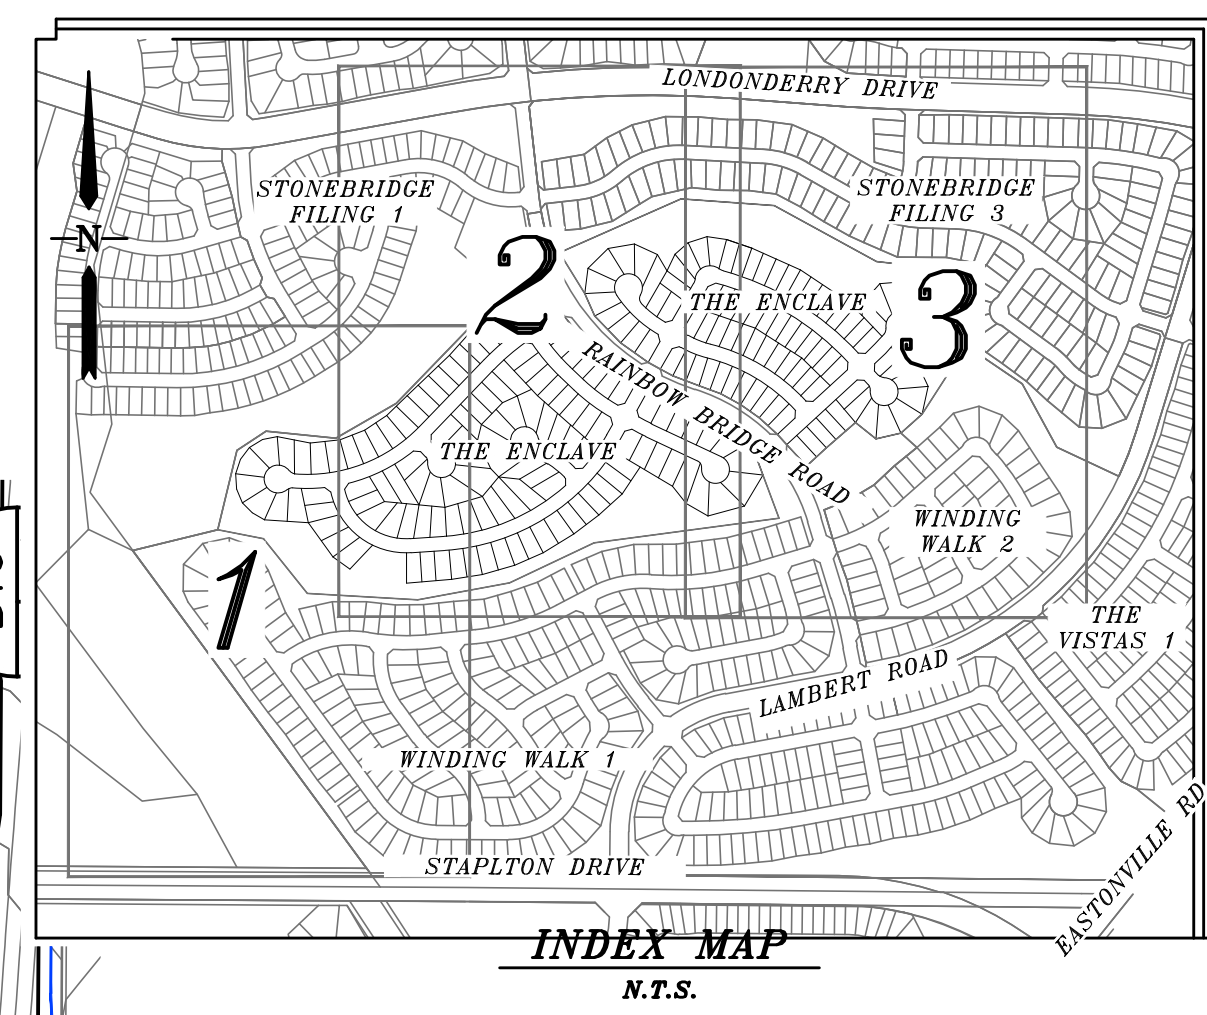 LONDONDERRY DRIVE
STONEBRIDGE
FILING 1
STONEBRIDGE
FILING 3
N
2
3
THE ENCLAVE
RAINBOW BRIDGE ROAD
THE ENCLAVE
WINDING
WALK 2
1
THE
VISTAS 1
LAMBERT ROAD
WINDING WALK 1
STAPLTON DRIVE
EASTONVILLE RD
INDEX MAP
N.T.S.